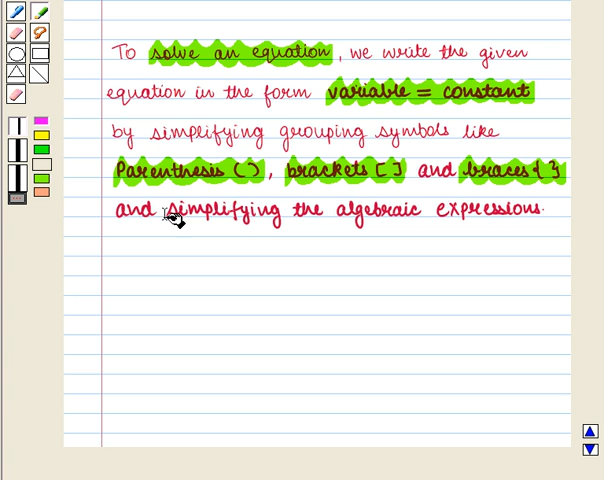 To solve an equation, we write the given
equation in the form variable = constant
by simplifying grouping symbols like
Parenthesis ( ), brackets [ ] and braces { }
and simplifying the algebraic expressions.